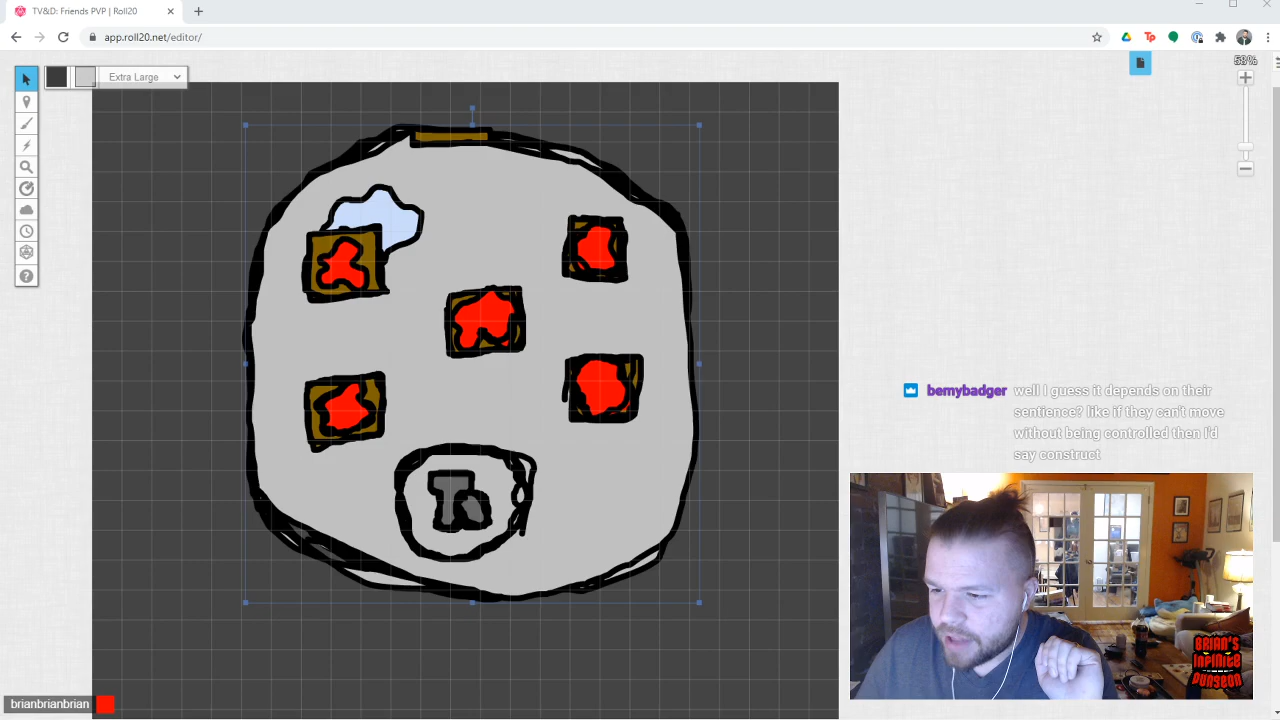 TV&D: Friends PVP | Roll20
app.roll20.net/editor/
Extra Large
58%
bemybadger well I guess it depends on their
sentience? like if they can't move
without being controlled then I'd
say construct
BRIAN'S
INFINITE
DUNGEON
brianbrianbrian